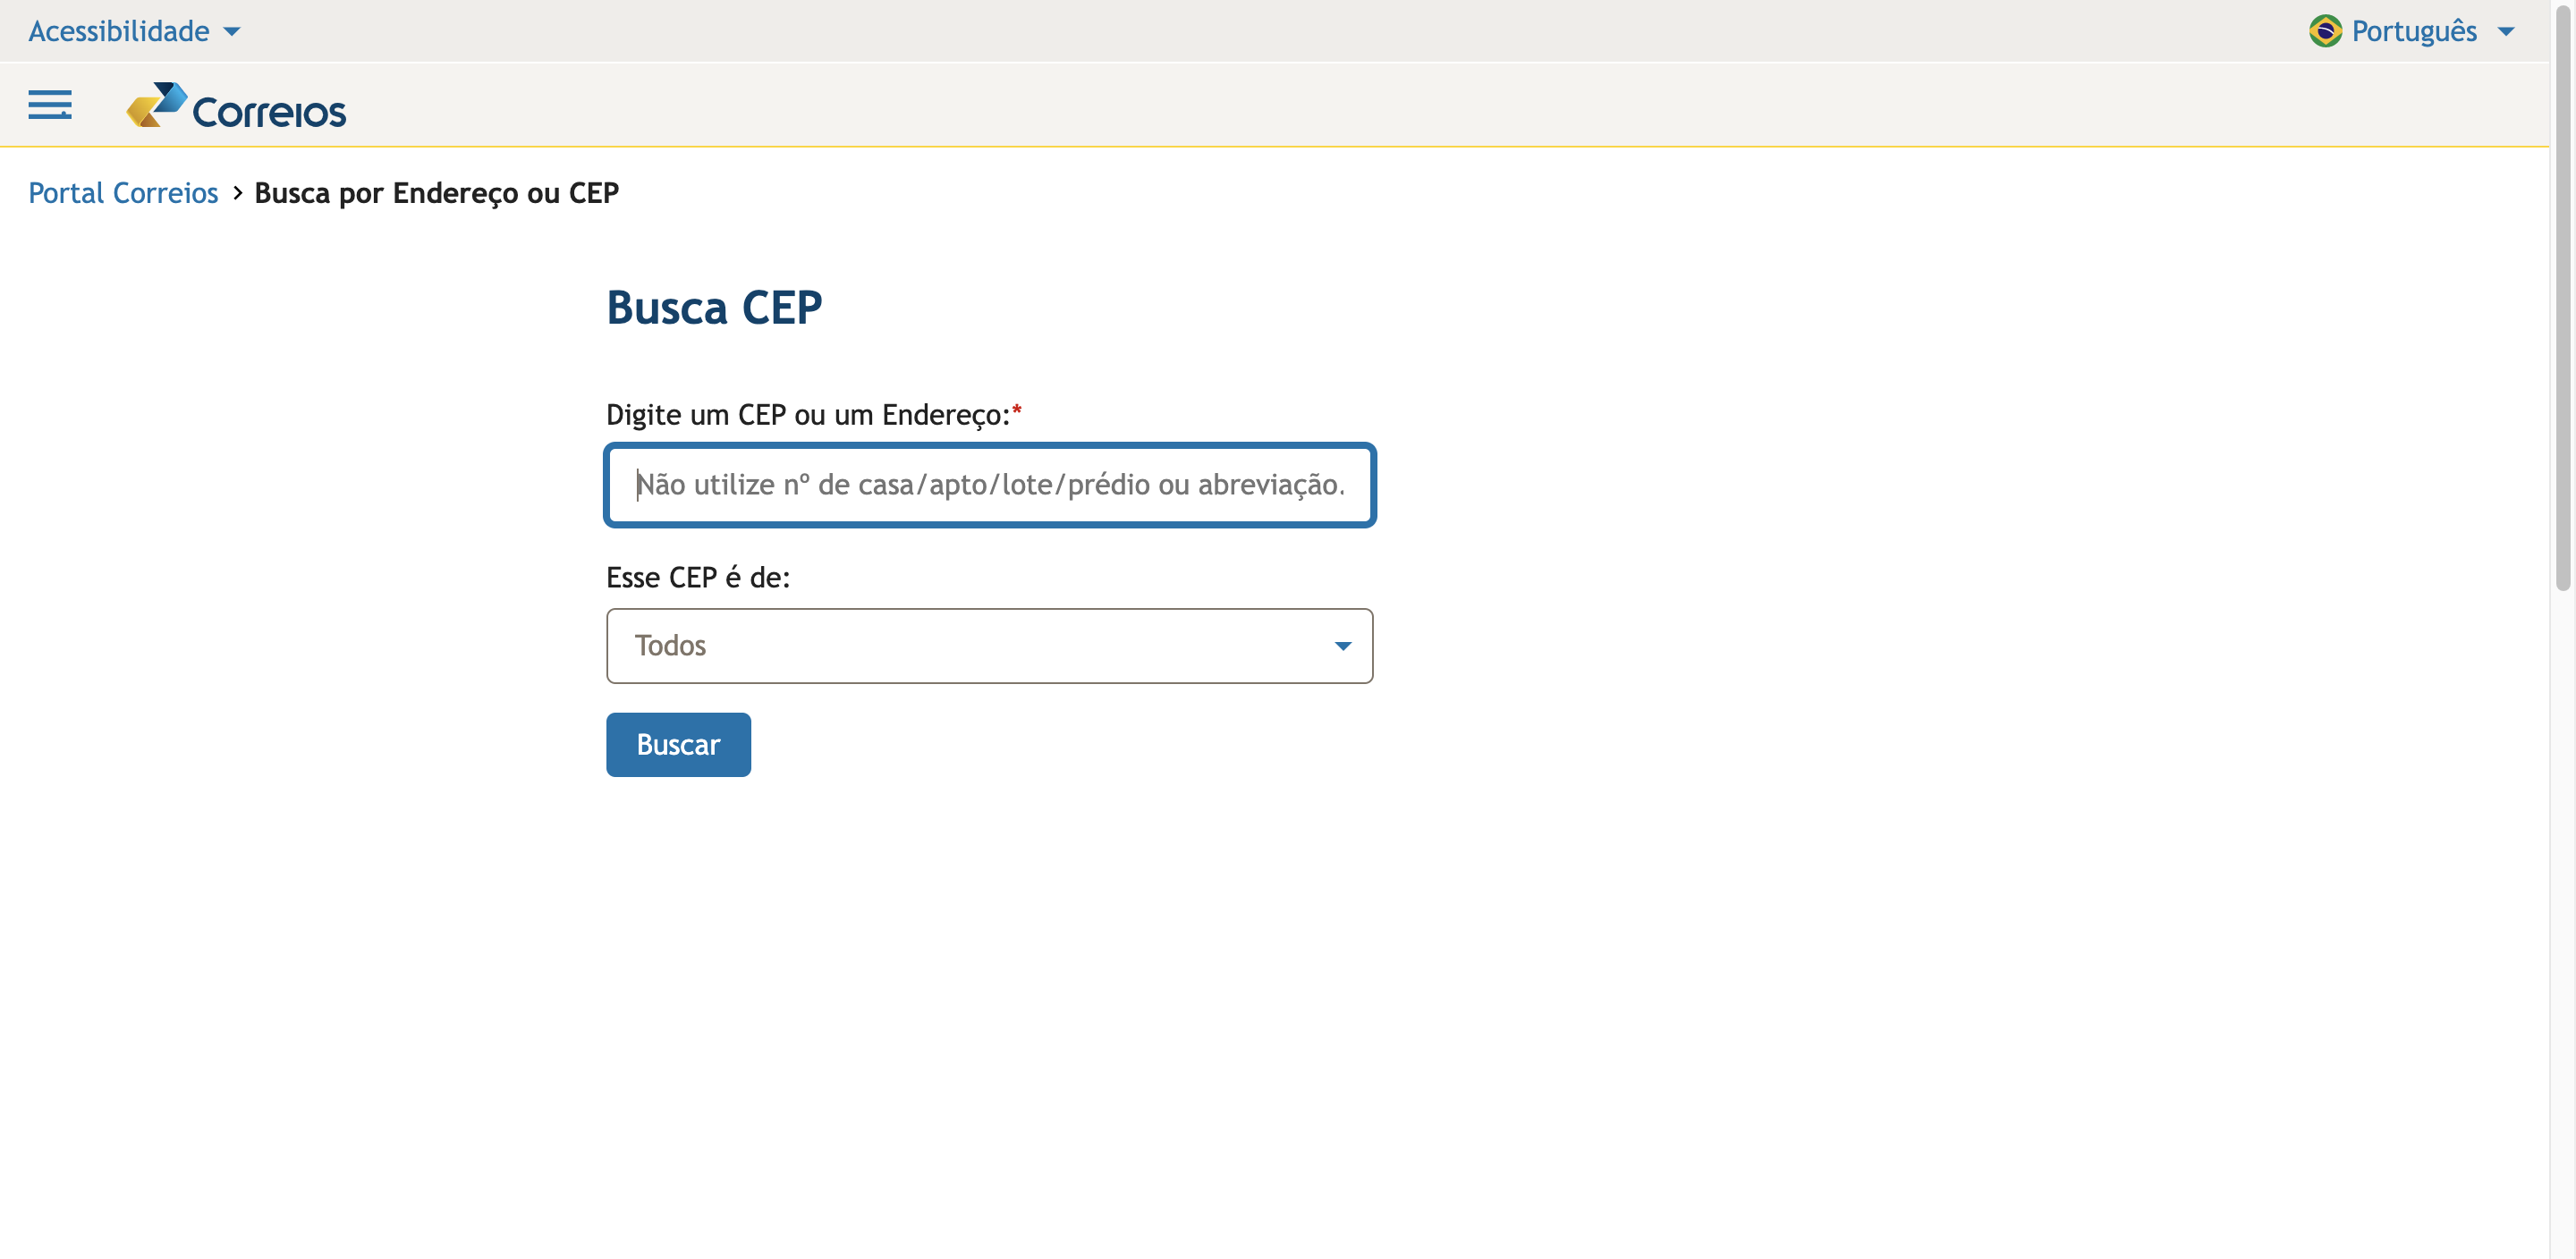 Acessibilidade
Português
Correios
Portal Correios > Busca por Endereço ou CEP
Busca CEP
Digite um CEP ou um Endereço:*
Não utilize nº de casa/apto/lote/prédio ou abreviação.
Esse CEP é de:
Todos
Buscar